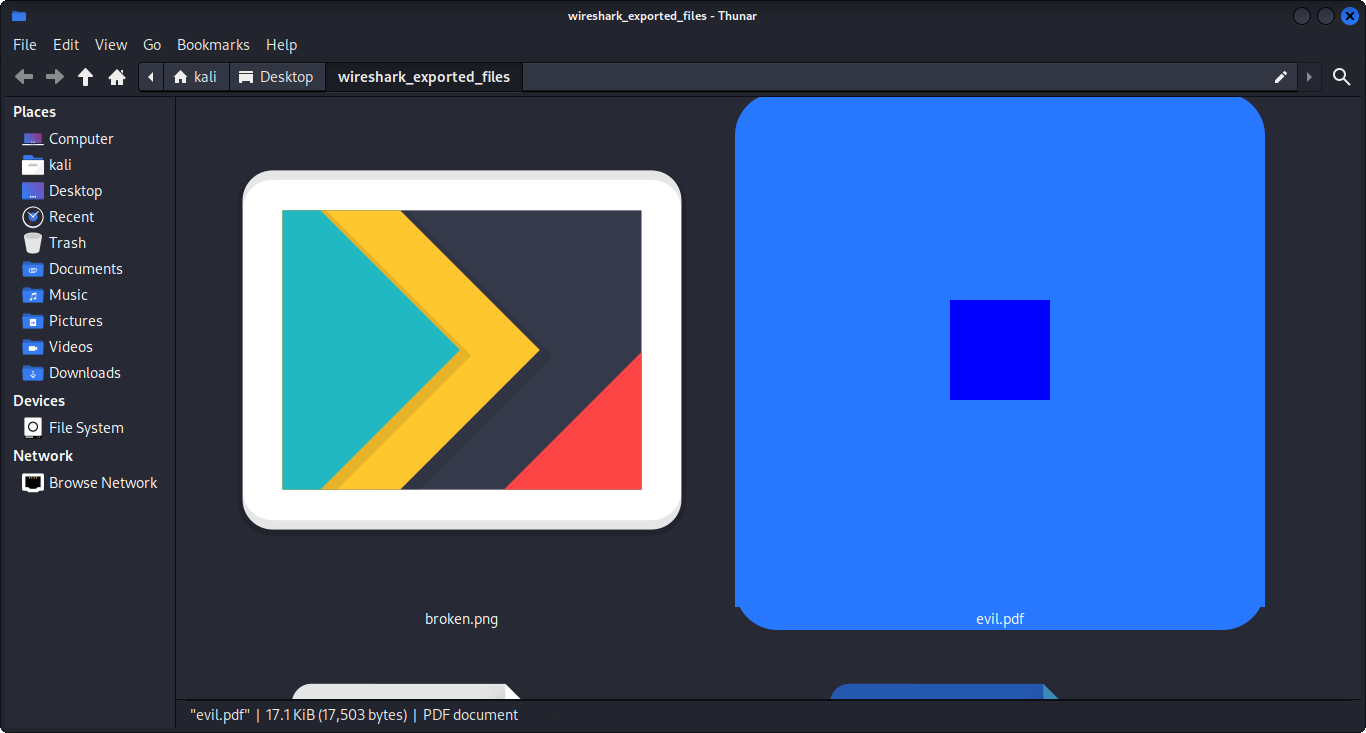 wireshark_exported_files - Thunar
File Edit View Go Bookmarks Help
kali Desktop wireshark_exported_files
Places
Computer
kali
Desktop
Recent
Trash
Documents
Music
Pictures
Videos
Downloads
Devices
File System
Network
Browse Network
broken.png evil.pdf
"evil.pdf" | 17.1 KiB (17,503 bytes) | PDF document